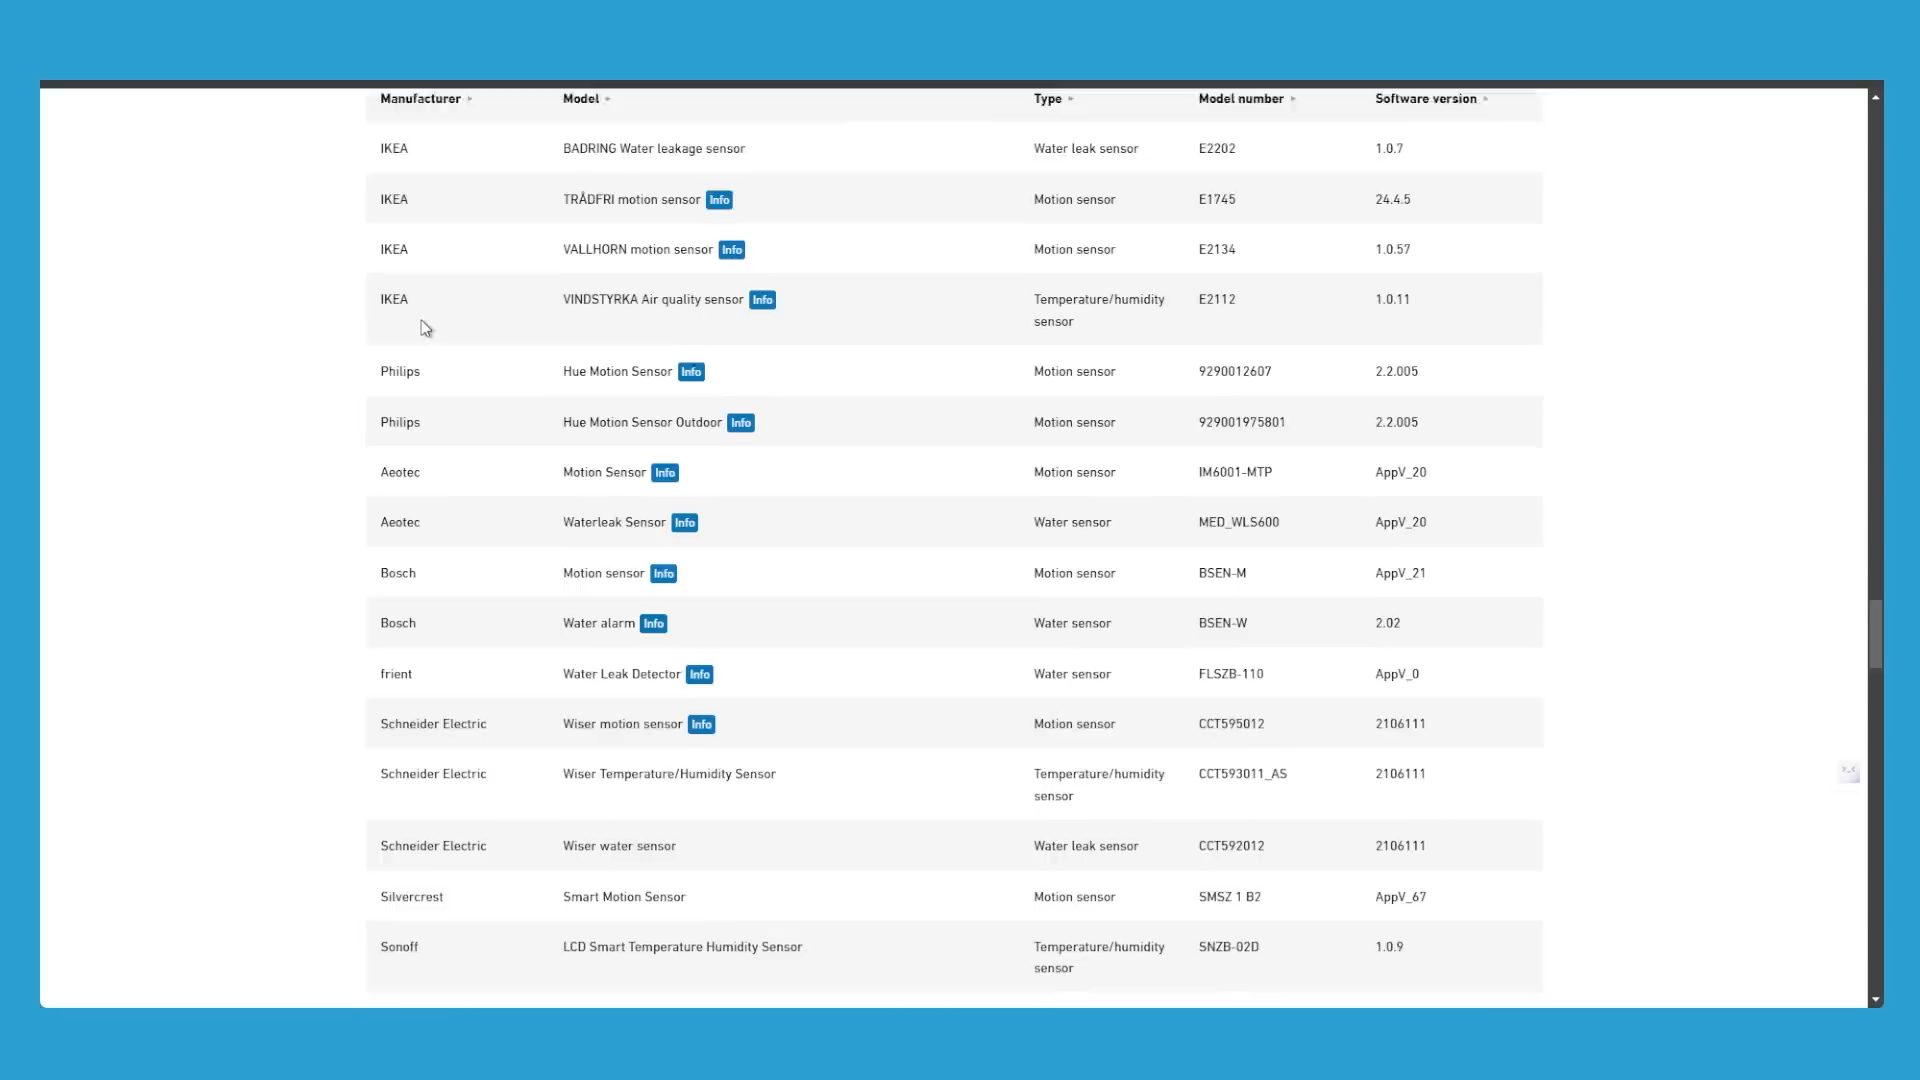 Manufacturer Model Type Model number Software version
IKEA BADRING Water leakage sensor Water leak sensor E2202 1.0.7
IKEA TRÅDFRI motion sensor Info Motion sensor E1745 24.4.5
IKEA VALLHORN motion sensor Info Motion sensor E2134 1.0.57
IKEA VINDSTYRKA Air quality sensor Info Temperature/humidity E2112 1.0.11
sensor
Philips Hue Motion Sensor Info Motion sensor 9290012607 2.2.005
Philips Hue Motion Sensor Outdoor Info Motion sensor 929001975801 2.2.005
Aeotec Motion Sensor Info Motion sensor IM6001-MTP AppV_20
Aeotec Waterleak Sensor Info Water sensor MED_WLS600 AppV_20
Bosch Motion sensor Info Motion sensor BSEN-M AppV_21
Bosch Water alarm Info Water sensor BSEN-W 2.02
frient Water Leak Detector Info Water sensor FLSZB-110 AppV_0
Schneider Electric Wiser motion sensor Info Motion sensor CCT595012 2106111
Schneider Electric Wiser Temperature/Humidity Sensor Temperature/humidity CCT593011_AS 2106111
sensor
Schneider Electric Wiser water sensor Water leak sensor CCT592012 2106111
Silvercrest Smart Motion Sensor Motion sensor SMSZ 1 B2 AppV_67
Sonoff LCD Smart Temperature Humidity Sensor Temperature/humidity SNZB-02D 1.0.9
sensor